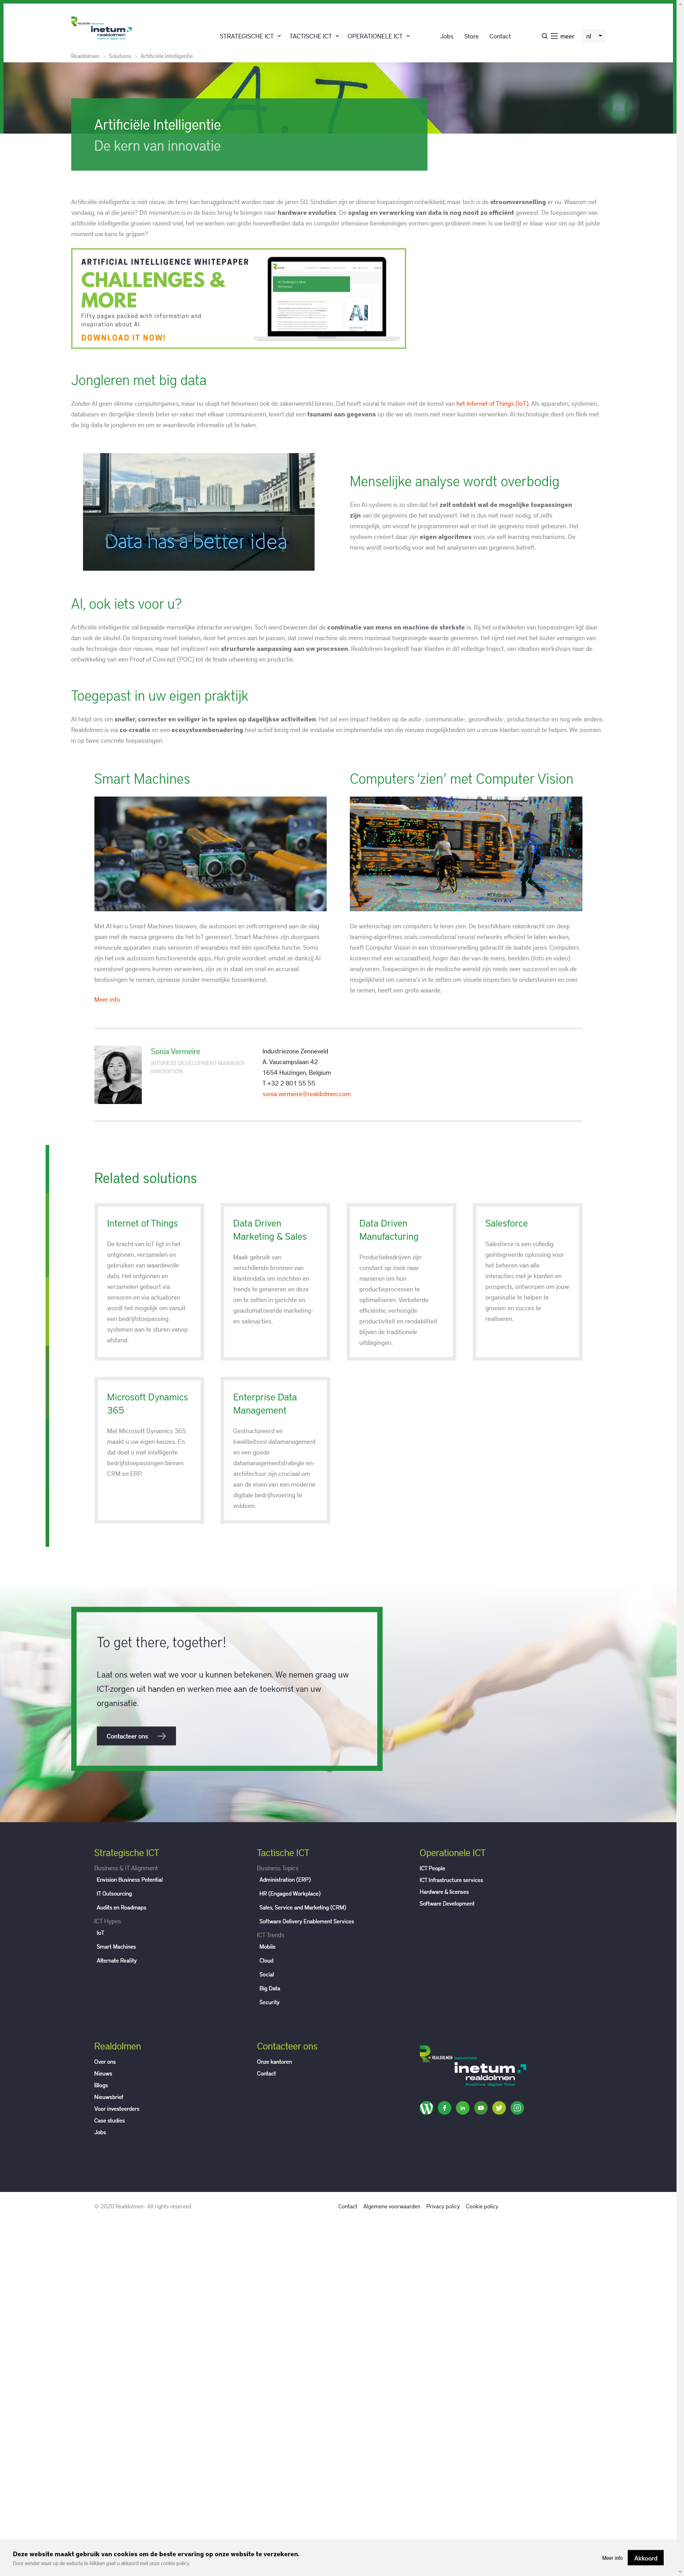 REALDOLMEN
inetum.
realdolmen
Positive digital flow
STRATEGISCHE ICT TACTISCHE ICT OPERATIONELE ICT Jobs Store Contact meer nl
Realdolmen > Solutions > Artificiële Intelligentie
A.I
Artificiële Intelligentie
De kern van innovatie
Artificiële intelligentie is niet nieuw, de term kan teruggebracht worden naar de jaren 50. Sindsdien zijn er diverse toepassingen ontwikkeld, maar toch is de stroomversnelling er nu. Waarom net
vandaag, na al die jaren? Dit momentum is in de basis terug te brengen naar hardware evoluties. De opslag en verwerking van data is nog nooit zo efficiënt geweest. De toepassingen van
artificiële intelligentie groeien razend snel, het verwerken van grote hoeveelheden data en computer intensieve berekeningen vormen geen probleem meer. Is uw bedrijf er klaar voor om op dit juiste
moment uw kans te grijpen?
ARTIFICIAL INTELLIGENCE WHITEPAPER
CHALLENGES &
MORE
Fifty pages packed with information and
inspiration about AI.
DOWNLOAD IT NOW!
AI
Jongleren met big data
Zonder AI geen slimme computergames, maar nu sluipt het fenomeen ook de zakenwereld binnen. Dat heeft vooral te maken met de komst van het Internet of Things (IoT). Als apparaten, systemen,
databases en dergelijke steeds beter en vaker met elkaar communiceren, levert dat een tsunami aan gegevens op die we als mens niet meer kunnen verwerken. AI-technologie dient om flink met
die big data te jongleren en om er waardevolle informatie uit te halen.
Data has a better idea
Menselijke analyse wordt overbodig
Een AI-systeem is zo slim dat het zelf ontdekt wat de mogelijke toepassingen
zijn van de gegevens die het analyseert. Het is dus niet meer nodig, of zelfs
onmogelijk, om vooraf te programmeren wat er met de gegevens moet gebeuren. Het
systeem creëert daar zijn eigen algoritmes voor, via self learning mechanismen. De
mens wordt overbodig voor wat het analyseren van gegevens betreft.
AI, ook iets voor u?
Artificiële intelligentie zal bepaalde menselijke interactie vervangen. Toch werd bewezen dat de combinatie van mens en machine de sterkste is. Bij het ontwikkelen van toepassingen ligt daar
dan ook de sleutel. De toepassing moet toelaten, door het proces aan te passen, dat zowel machine als mens maximaal toegevoegde waarde genereren. Het rijmt niet met het louter vervangen van
oude technologie door nieuwe, maar het impliceert een structurele aanpassing aan uw processen. Realdolmen begeleidt haar klanten in dit volledige traject, van ideation workshops naar de
ontwikkeling van een Proof of Concept (POC) tot de finale uitwerking en productie.
Toegepast in uw eigen praktijk
AI helpt ons om sneller, correcter en veiliger in te spelen op dagelijkse activiteiten. Het zal een impact hebben op de auto-, communicatie-, gezondheids-, productiesector en nog vele andere.
Realdolmen is via co-creatie en een ecosysteembenadering heel actief bezig met de evaluatie en implementatie van die nieuwe mogelijkheden om u en uw klanten vooruit te helpen. We zoomen
in op twee concrete toepassingen.
Smart Machines
Met AI kan u Smart Machines bouwen, die autonoom en zelfcorrigerend aan de slag
gaan met de massa gegevens die het IoT genereert. Smart Machines zijn doorgaans
minuscule apparaten zoals sensoren of wearables met één specifieke functie. Soms
zijn het ook autonoom functionerende apps. Hun grote voordeel: omdat ze dankzij AI
razendsnel gegevens kunnen verwerken, zijn ze in staat om snel en accuraat
beslissingen te nemen, opnieuw zonder menselijke tussenkomst.
Meer info
Computers ‘zien’ met Computer Vision
De wetenschap om computers te leren zien. De beschikbare rekenkracht om deep
learning algoritmen zoals convolutional neural networks efficiënt te berekenen,
heeft Computer Vision in een stroomversnelling gebracht de laatste jaren. Computers
kunnen met een accuraatheid, hoger dan die van de mens, beelden (foto en video)
analyseren. Toepassingen in de medische wereld zijn reeds zeer succesvol en ook de
mogelijkheid om camera's in te zetten om visuele inspecties te ondersteunen en over
te nemen, heeft een grote waarde.
Sonia Vermeire
BUSINESS DEVELOPMENT MANAGER
INNOVATION
Industriezone Zenneveld
A. Vaucampslaan 42
1654 Huizingen, Belgium
T +32 2 801 55 55
sonia.vermeire@realdolmen.com
Related solutions
Internet of Things
De kracht van IoT ligt in het
ontginnen, verzamelen en
gebruiken van waardevolle
data. Het ontginnen en
verzamelen gebeurt via
sensoren en via actuatoren
wordt het mogelijk om vanuit
een bedrijfstoepassing
systemen aan te sturen vanop
afstand.
Data Driven
Marketing & Sales
Maak gebruik van
verschillende bronnen van
klantendata om inzichten en
trends te genereren en deze
om te zetten in gerichte en
geautomatiseerde marketing-
en salesacties.
Data Driven
Manufacturing
Productiebedrijven zijn
constant op zoek naar
manieren om hun
productieprocessen te
optimaliseren. Verbeterde
efficiëntie, verhoogde
productiviteit en rendabiliteit
blijven de traditionele
uitdagingen.
Salesforce
Salesforce is een volledig
geïntegreerde oplossing voor
het beheren van alle
interacties met je klanten en
prospects, ontworpen om jouw
organisatie te helpen te
groeien en succes te
realiseren.
Microsoft Dynamics
365
Met Microsoft Dynamics 365
maakt u uw eigen keuzes. En
dat doet u met intelligente
bedrijfstoepassingen binnen
CRM en ERP.
Enterprise Data
Management
Gestructureerd en
kwaliteitsvol datamanagement
en een goede
datamanagementstrategie en-
architectuur zijn cruciaal om
aan de eisen van een moderne
digitale bedrijfsvoering te
voldoen.
To get there, together!
Laat ons weten wat we voor u kunnen betekenen. We nemen graag uw
ICT-zorgen uit handen en werken mee aan de toekomst van uw
organisatie.
Contacteer ons
Strategische ICT
Business & IT Alignment
Envision Business Potential
IT Outsourcing
Audits en Roadmaps
ICT Hypes
IoT
Smart Machines
Alternate Reality
Tactische ICT
Business Topics
Administration (ERP)
HR (Engaged Workplace)
Sales, Service and Marketing (CRM)
Software Delivery Enablement Services
ICT Trends
Mobile
Cloud
Social
Big Data
Security
Operationele ICT
ICT People
ICT Infrastructure services
Hardware & licenses
Software Development
Realdolmen
Over ons
Nieuws
Blogs
Nieuwsbrief
Voor investeerders
Case studies
Jobs
Contacteer ons
Onze kantoren
Contact
REALDOLMEN
inetum.
realdolmen
Positive digital flow
© 2020 Realdolmen - All rights reserved
Contact Algemene voorwaarden Privacy policy Cookie policy
Deze website maakt gebruik van cookies om de beste ervaring op onze website te verzekeren.
Door eender waar op de website te klikken gaat u akkoord met onze cookie policy.
Meer info Akkoord